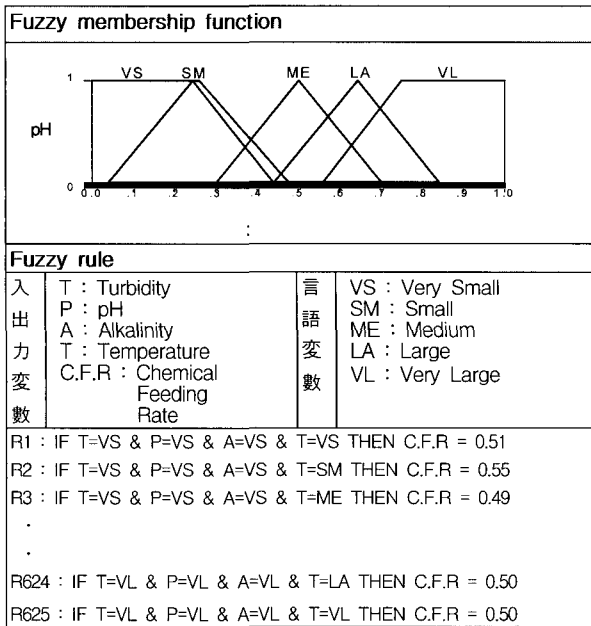 Fuzzy membership function
VS SM ME LA VL
1
pH
0
0.0 .1 .2 .3 .4 .5 .6 .7 .8 .9 1.0
:
Fuzzy rule
入出力変數
T : Turbidity
P : pH
A : Alkalinity
T : Temperature
C.F.R : Chemical
Feeding
Rate
言語変數
VS : Very Small
SM : Small
ME : Medium
LA : Large
VL : Very Large
R1 : IF T=VS & P=VS & A=VS & T=VS THEN C.F.R = 0.51
R2 : IF T=VS & P=VS & A=VS & T=SM THEN C.F.R = 0.55
R3 : IF T=VS & P=VS & A=VS & T=ME THEN C.F.R = 0.49
.
.
R624 : IF T=VL & P=VL & A=VL & T=LA THEN C.F.R = 0.50
R625 : IF T=VL & P=VL & A=VL & T=VL THEN C.F.R = 0.50